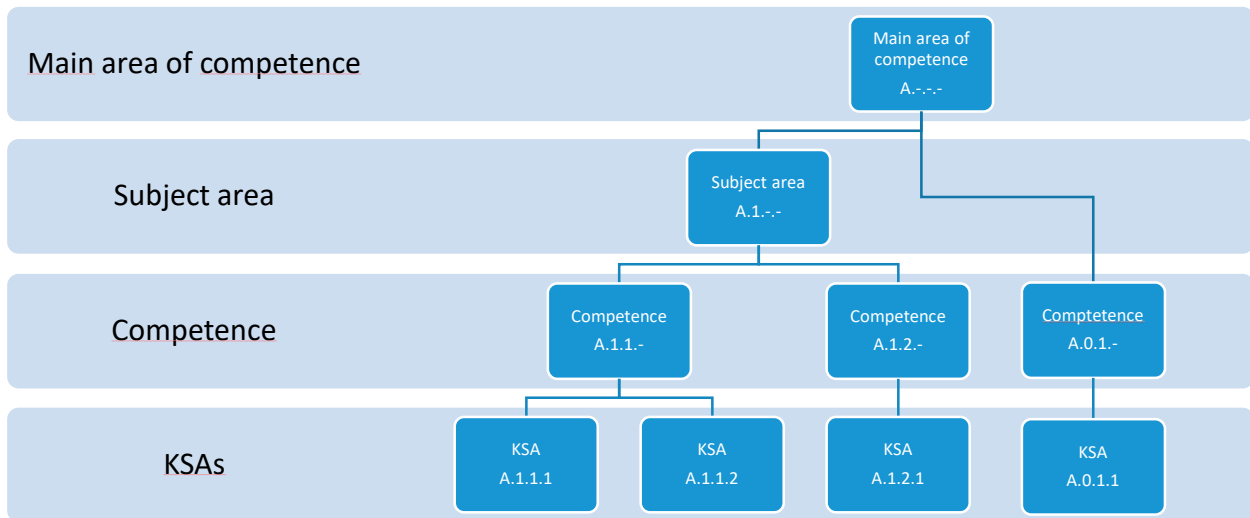 Main area of competence
Main area of
competence
A.-.-.-
Subject area
Subject area
A.1.-.-
Competence
Competence
A.1.1.-
Competence
A.1.2.-
Comptetence
A.0.1.-
KSAs
KSA
A.1.1.1
KSA
A.1.1.2
KSA
A.1.2.1
KSA
A.0.1.1